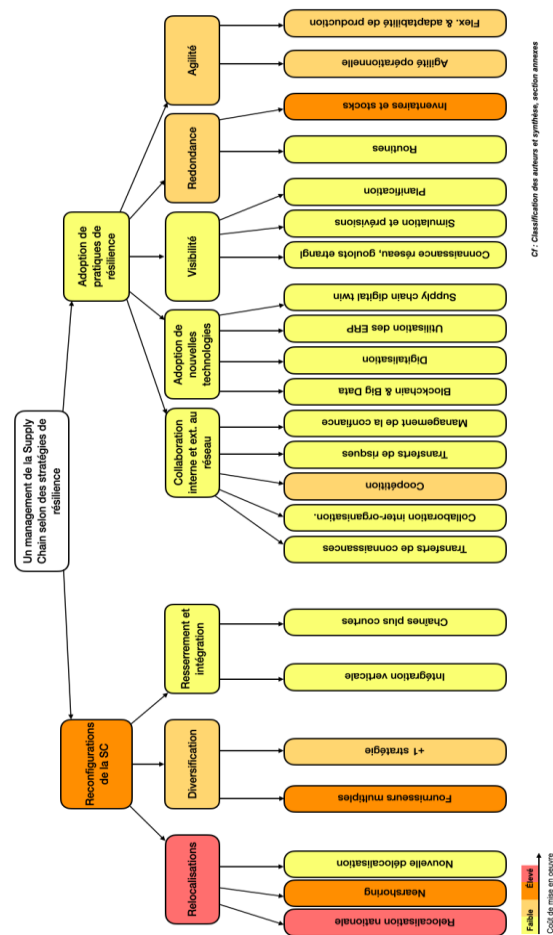 Un management de la Supply
Chain selon des stratégies de
résilience
Reconfigurations
de la SC
Adoption de
pratiques de
résilience
Relocalisations
Diversification
Resserrement et
intégration
Collaboration
interne et ext. au
réseau
Adoption de
nouvelles
technologies
Visibilité
Redondance
Agilité
Relocalisation nationale
Nearshoring
Nouvelle délocalisation
Fournisseurs multiples
+1 stratégie
Intégration verticale
Chaînes plus courtes
Transferts de connaissances
Collaboration inter-organisation.
Coopétition
Transferts de risques
Management de la confiance
Blockchain & Big Data
Digitalisation
Utilisation des ERP
Supply chain digital twin
Connaissance réseau, goulots etrangl
Simulation et prévisions
Planification
Routines
Inventaires et stocks
Agilité opérationnelle
Flex. & adaptabilité de production
Faible
Élevé
Coût de mise en oeuvre
Cf : Classification des auteurs et synthèse, section annexes